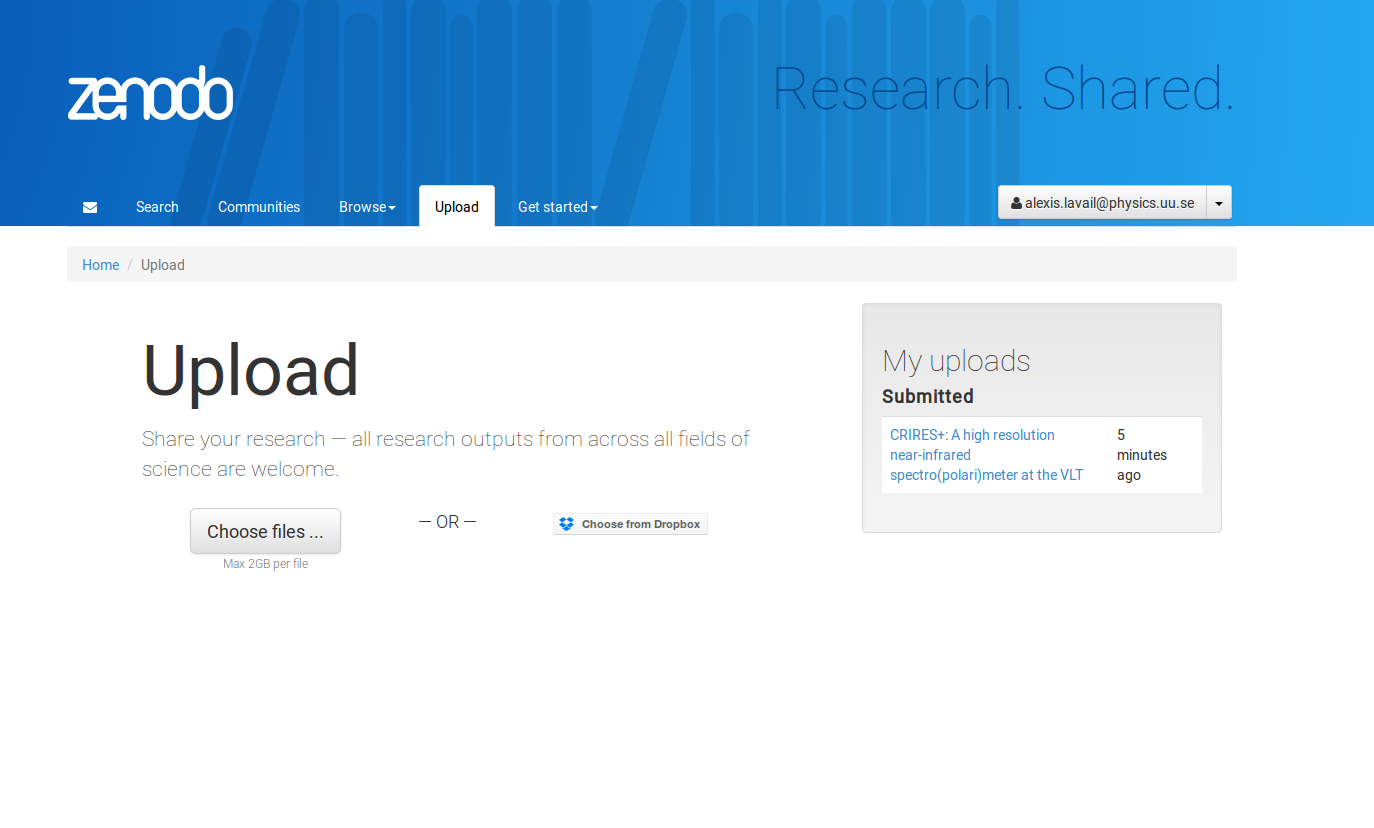 zenodo
Research. Shared.
Search
Communities
Browse
Upload
Get started
alexis.lavail@physics.uu.se
Home / Upload
Upload
Share your research — all research outputs from across all fields of
science are welcome.
Choose files ...
— OR —
Choose from Dropbox
Max 2GB per file
My uploads
Submitted
CRIRES+: A high resolution
near-infrared
spectro(polari)meter at the VLT
5
minutes
ago